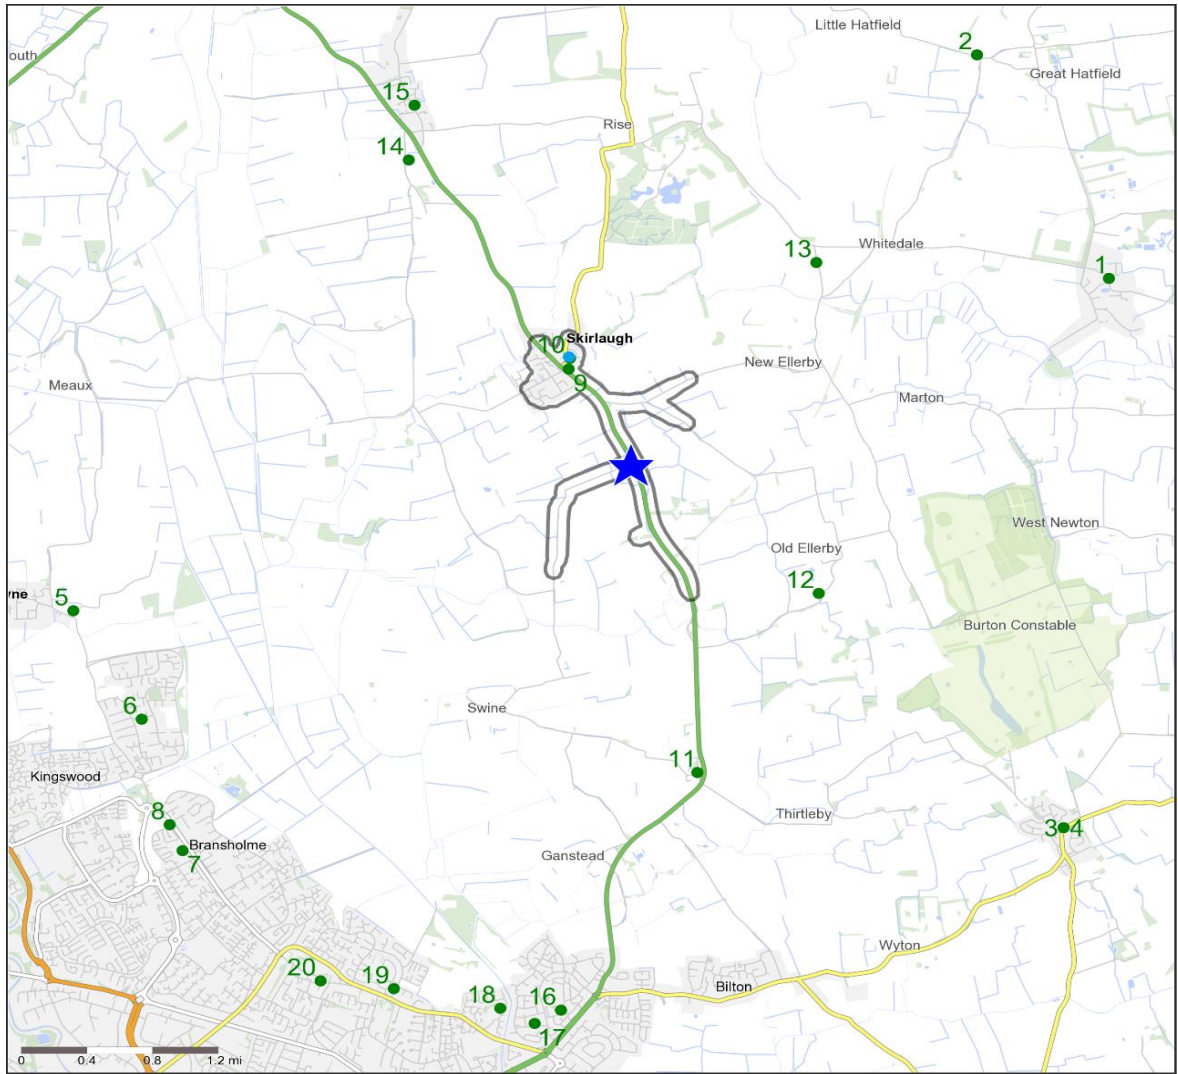 Little Hatfield
2
outh
Great Hatfield
15
Rise
14
13
Whitedale
1
10
Skirlaugh
9
New Ellerby
Meaux
Marton
West Newton
Old Ellerby
12
yne
5
Burton Constable
6
Swine
11
Kingswood
8
Thirtleby
3
4
Bransholme
7
Ganstead
Wyton
20
19
Bilton
18
16
17
0 0.4 0.8 1.2 mi